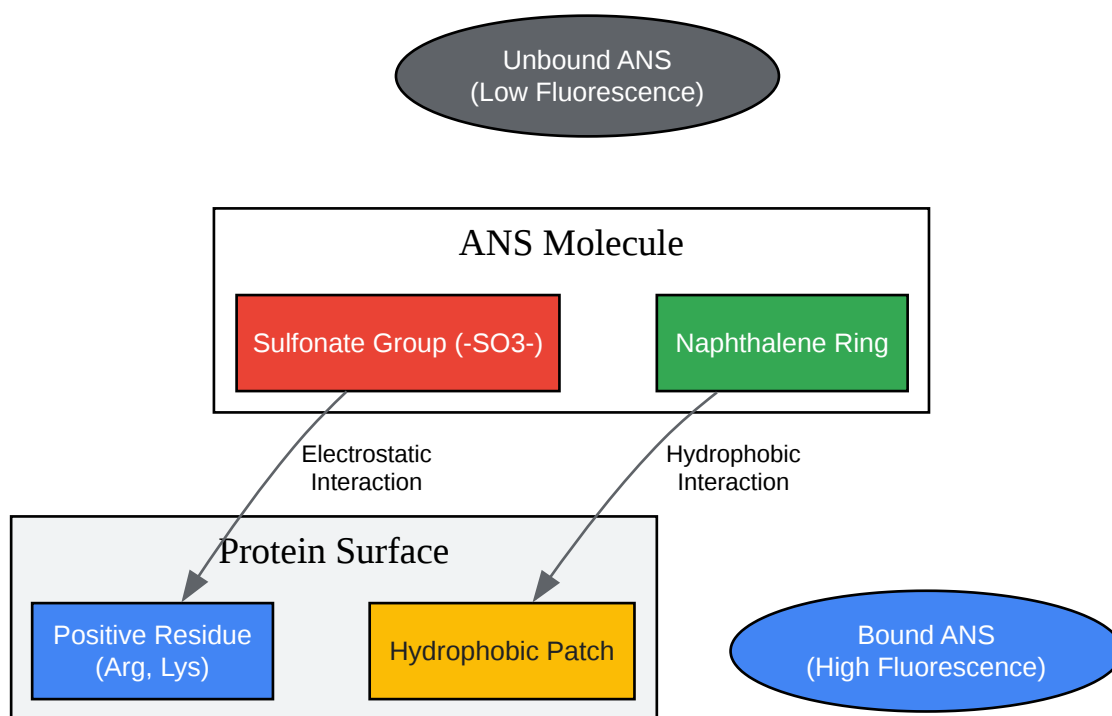 Unbound ANS
(Low Fluorescence)
ANS Molecule
Sulfonate Group (-SO3-)
Naphthalene Ring
Electrostatic
Interaction
Hydrophobic
Interaction
Protein Surface
Positive Residue
(Arg, Lys)
Hydrophobic Patch
Bound ANS
(High Fluorescence)